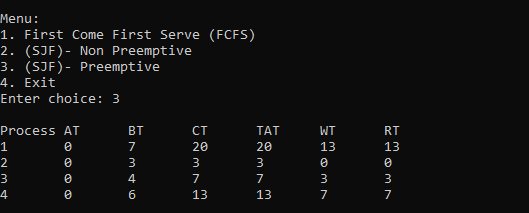 Menu:
1. First Come First Serve (FCFS)
2. (SJF)- Non Preemptive
3. (SJF)- Preemptive
4. Exit
Enter choice: 3
Process AT BT CT TAT WT RT
1 0 7 20 20 13 13
2 0 3 3 3 0 0
3 0 4 7 7 3 3
4 0 6 13 13 7 7